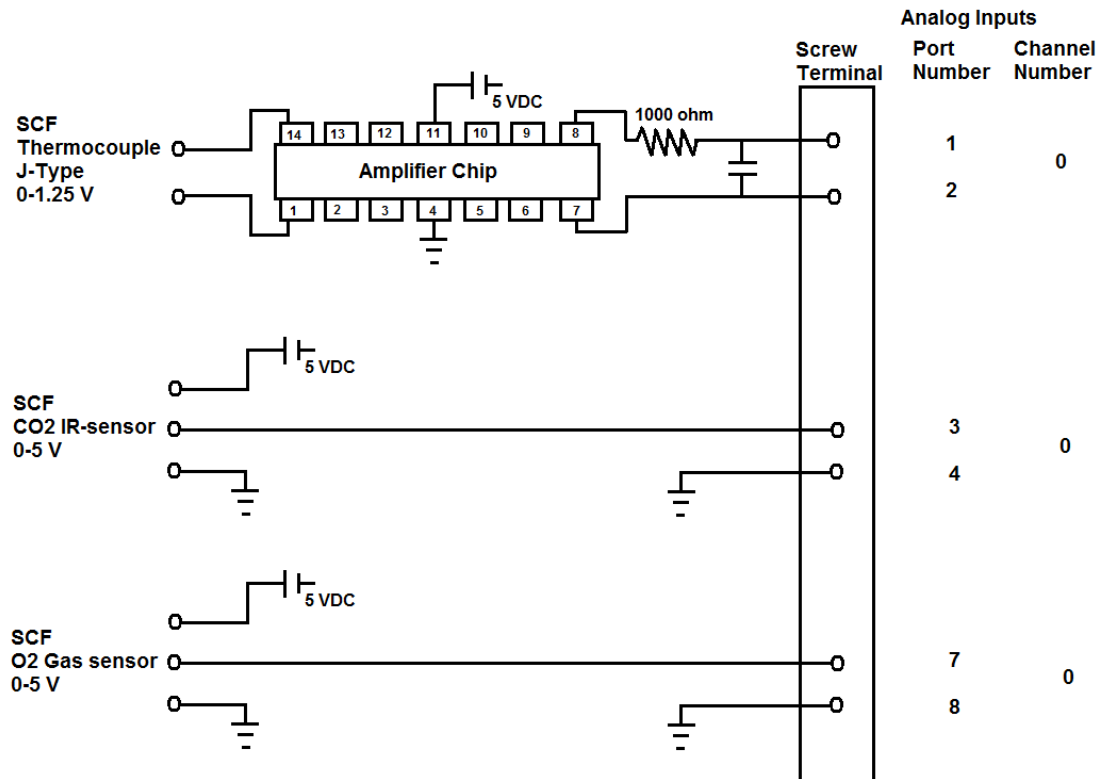 Analog Inputs
Screw Terminal
Port Number
Channel Number
5 VDC
1000 ohm
SCF
Thermocouple
J-Type
0-1.25 V
14 13 12 11 10 9 8
Amplifier Chip
1 2 3 4 5 6 7
1
0
2
5 VDC
SCF
CO2 IR-sensor
0-5 V
3
0
4
5 VDC
SCF
O2 Gas sensor
0-5 V
7
0
8